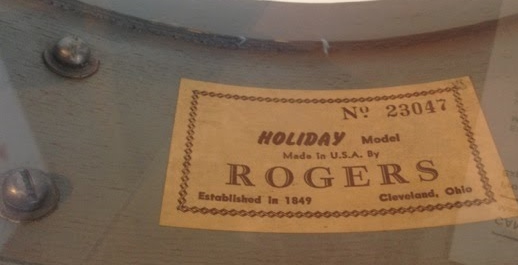 Nº 23047
HOLIDAY Model
Made In U.S.A. By
ROGERS
Established in 1849 Cleveland, Ohio